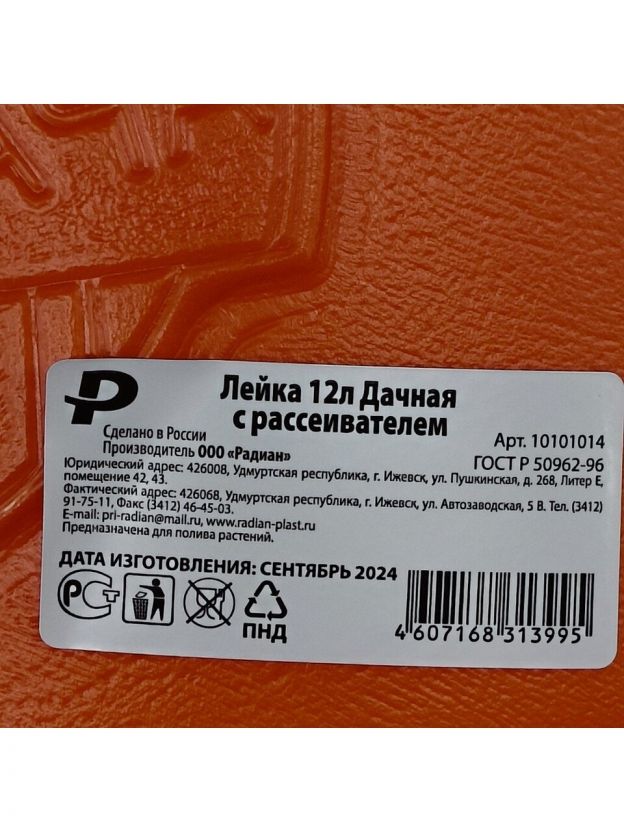 Лейка 12л Дачная
с рассеивателем
Сделано в России
Производитель ООО «Радиан»
Арт. 10101014
ГОСТ Р 50962-96
Юридический адрес: 426008, Удмуртская республика, г. Ижевск, ул. Пушкинская, д. 268, Литер Е,
помещение 42, 43.
Фактический адрес: 426068, Удмуртская республика, г. Ижевск, ул. Автозаводская, 5 В. Тел. (3412)
91-75-11, Факс (3412) 46-45-03.
E-mail: pri-radian@mail.ru, www.radian-plast.ru
Предназначена для полива растений.
ДАТА ИЗГОТОВЛЕНИЯ: СЕНТЯБРЬ 2024
ПНД
4 607168 313995